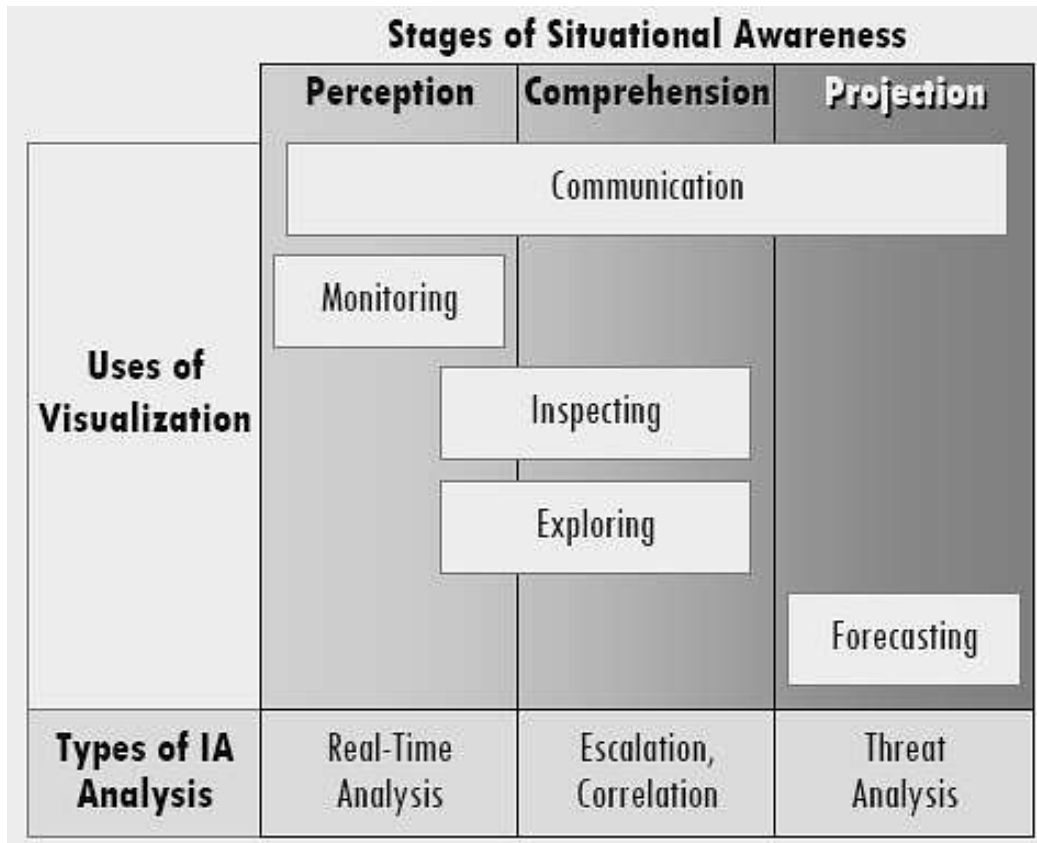 Stages of Situational Awareness
Perception Comprehension Projection
Communication
Monitoring
Uses of
Visualization
Inspecting
Exploring
Forecasting
Types of IA
Analysis
Real-Time
Analysis
Escalation,
Correlation
Threat
Analysis